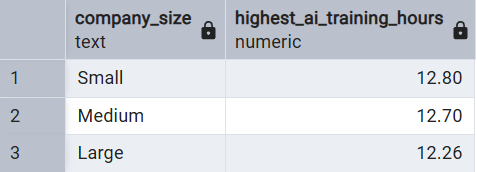 company_size highest_ai_training_hours
text numeric
1 Small 12.80
2 Medium 12.70
3 Large 12.26